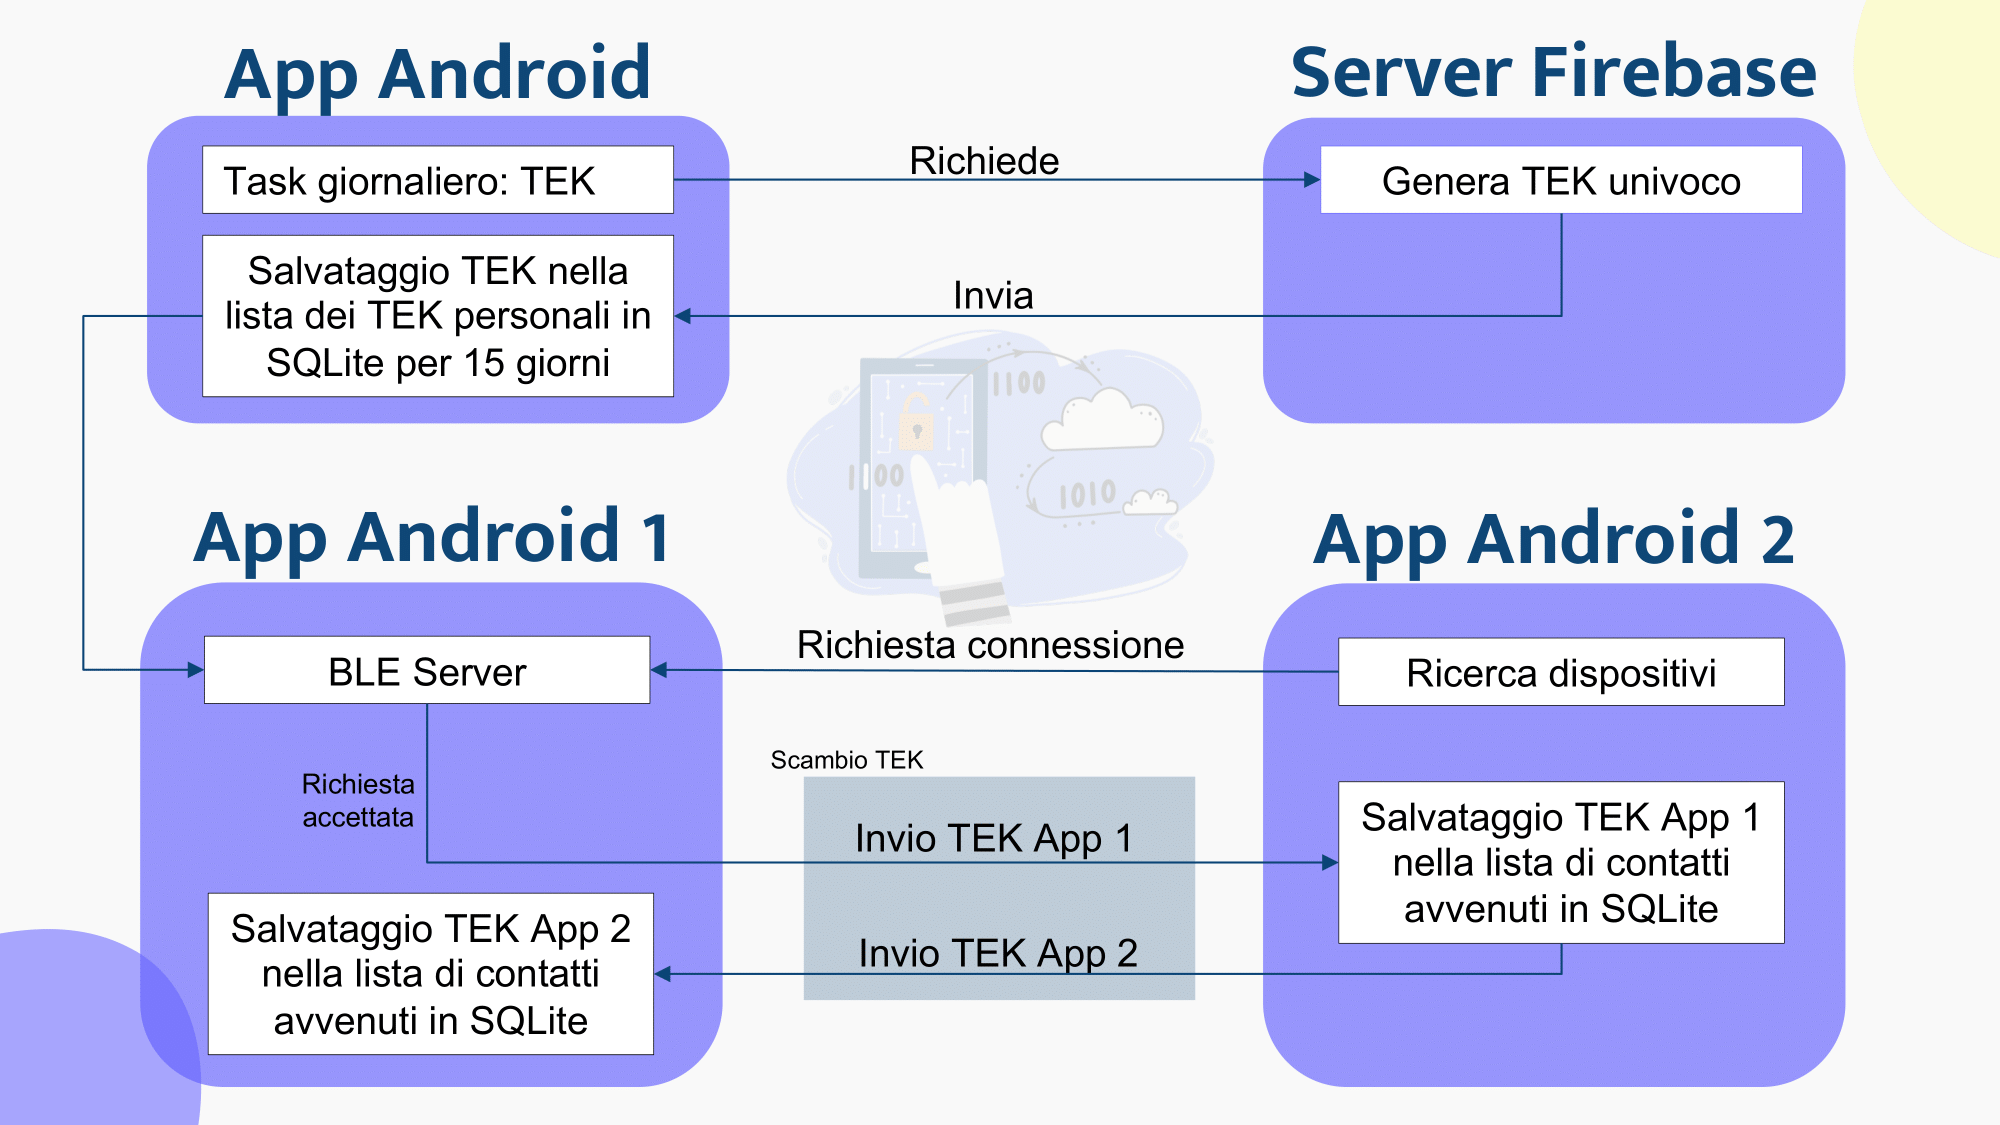 App Android
Server Firebase
Task giornaliero: TEK
Richiede
Genera TEK univoco
Salvataggio TEK nella
lista dei TEK personali in
SQLite per 15 giorni
Invia
1100
1100
1010
App Android 1
App Android 2
BLE Server
Richiesta connessione
Ricerca dispositivi
Richiesta
accettata
Scambio TEK
Invio TEK App 1
Salvataggio TEK App 1
nella lista di contatti
avvenuti in SQLite
Salvataggio TEK App 2
nella lista di contatti
avvenuti in SQLite
Invio TEK App 2